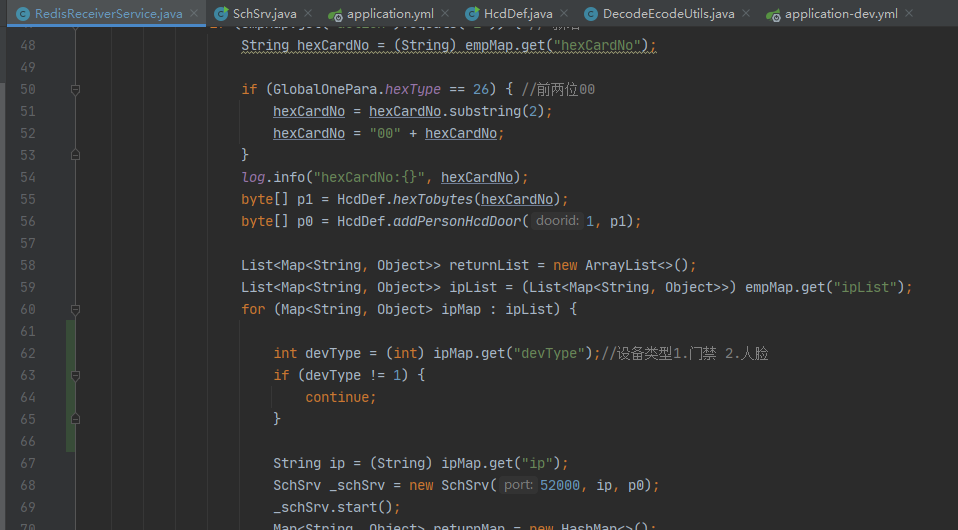 RedisReceiverService.java × SchSrv.java × application.yml × HcdDef.java × DecodeEcodeUtils.java × application-dev.yml ×
48 String hexCardNo = (String) empMap.get("hexCardNo");
49
50 if (GlobalOnePara.hexType == 26) { //前两位00
51 hexCardNo = hexCardNo.substring(2);
52 hexCardNo = "00" + hexCardNo;
53 }
54 log.info("hexCardNo:{}", hexCardNo);
55 byte[] p1 = HcdDef.hexTobytes(hexCardNo);
56 byte[] p0 = HcdDef.addPersonHcdDoor( doorid: 1, p1);
57
58 List<Map<String, Object>> returnList = new ArrayList<>();
59 List<Map<String, Object>> ipList = (List<Map<String, Object>>) empMap.get("ipList");
60 for (Map<String, Object> ipMap : ipList) {
61
62 int devType = (int) ipMap.get("devType");//设备类型1.门禁 2.人脸
63 if (devType != 1) {
64 continue;
65 }
66
67 String ip = (String) ipMap.get("ip");
68 SchSrv _schSrv = new SchSrv( port: 52000, ip, p0);
69 _schSrv.start();
70 Map<String, Object> returnMap = new HashMap<>();